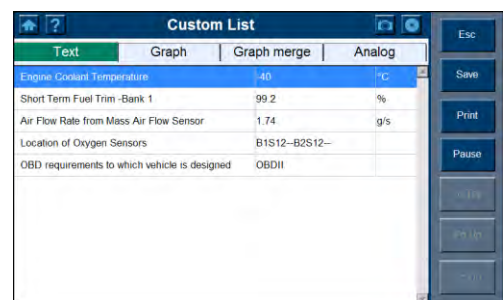 ? Custom List
Esc
Text Graph Graph merge Analog
Engine Coolant Temperature -40 °C
Save
Short Term Fuel Trim -Bank 1 99.2 %
Air Flow Rate from Mass Air Flow Sensor 1.74 g/s
Print
Location of Oxygen Sensors B1S12--B2S12--
Pause
OBD requirements to which vehicle is designed OBDII